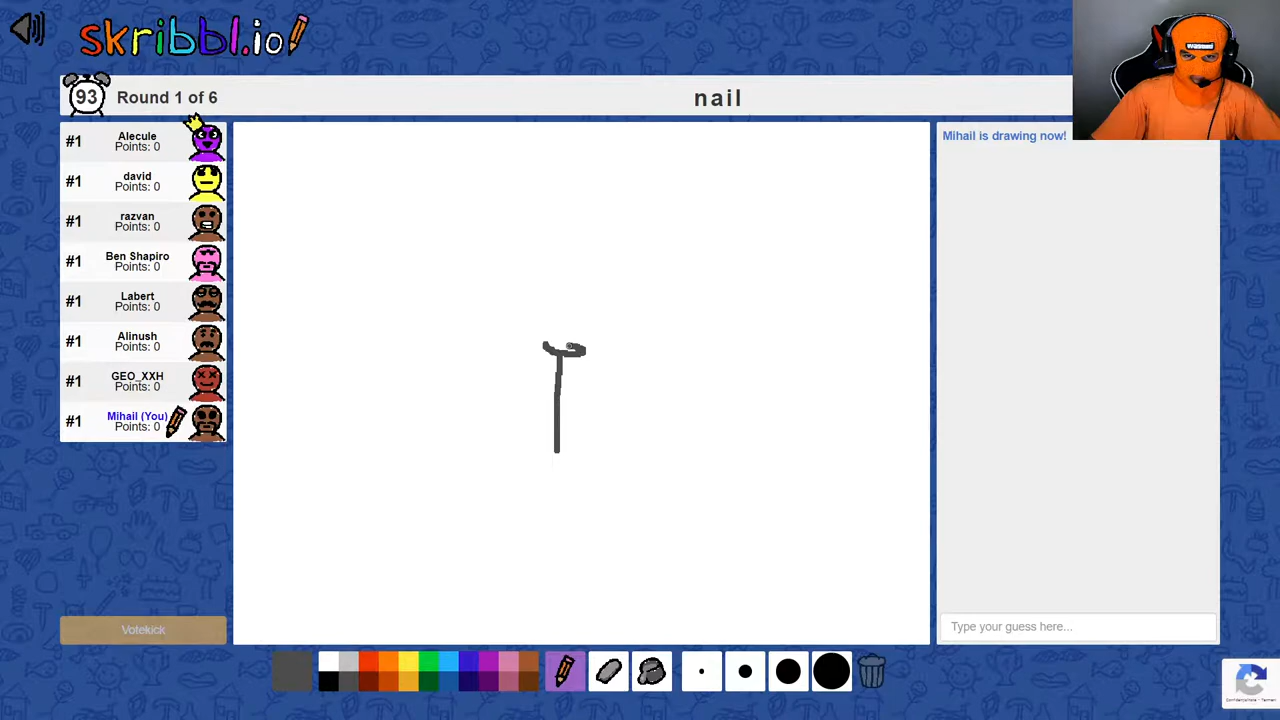 skribbl.io
93
Round 1 of 6
nail
#1
Alecule
Points: 0
#1
david
Points: 0
#1
razvan
Points: 0
#1
Ben Shapiro
Points: 0
#1
Labert
Points: 0
#1
Alinush
Points: 0
#1
GEO_XXH
Points: 0
#1
Mihail (You)
Points: 0
Votekick
Mihail is drawing now!
Type your guess here...